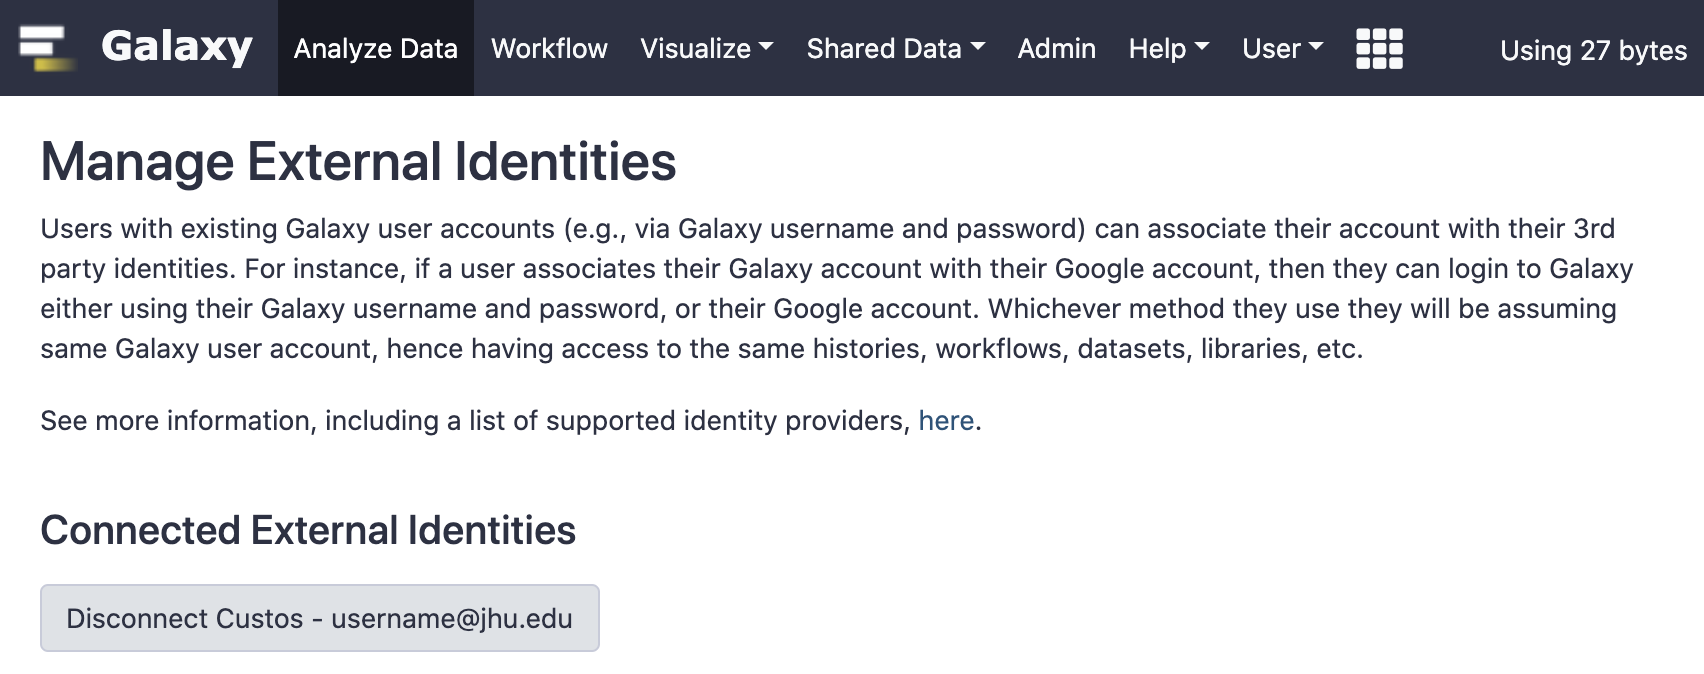 Galaxy Analyze Data Workflow Visualize Shared Data Admin Help User Using 27 bytes
Manage External Identities
Users with existing Galaxy user accounts (e.g., via Galaxy username and password) can associate their account with their 3rd
party identities. For instance, if a user associates their Galaxy account with their Google account, then they can login to Galaxy
either using their Galaxy username and password, or their Google account. Whichever method they use they will be assuming
same Galaxy user account, hence having access to the same histories, workflows, datasets, libraries, etc.
See more information, including a list of supported identity providers, here.
Connected External Identities
Disconnect Custos - username@jhu.edu